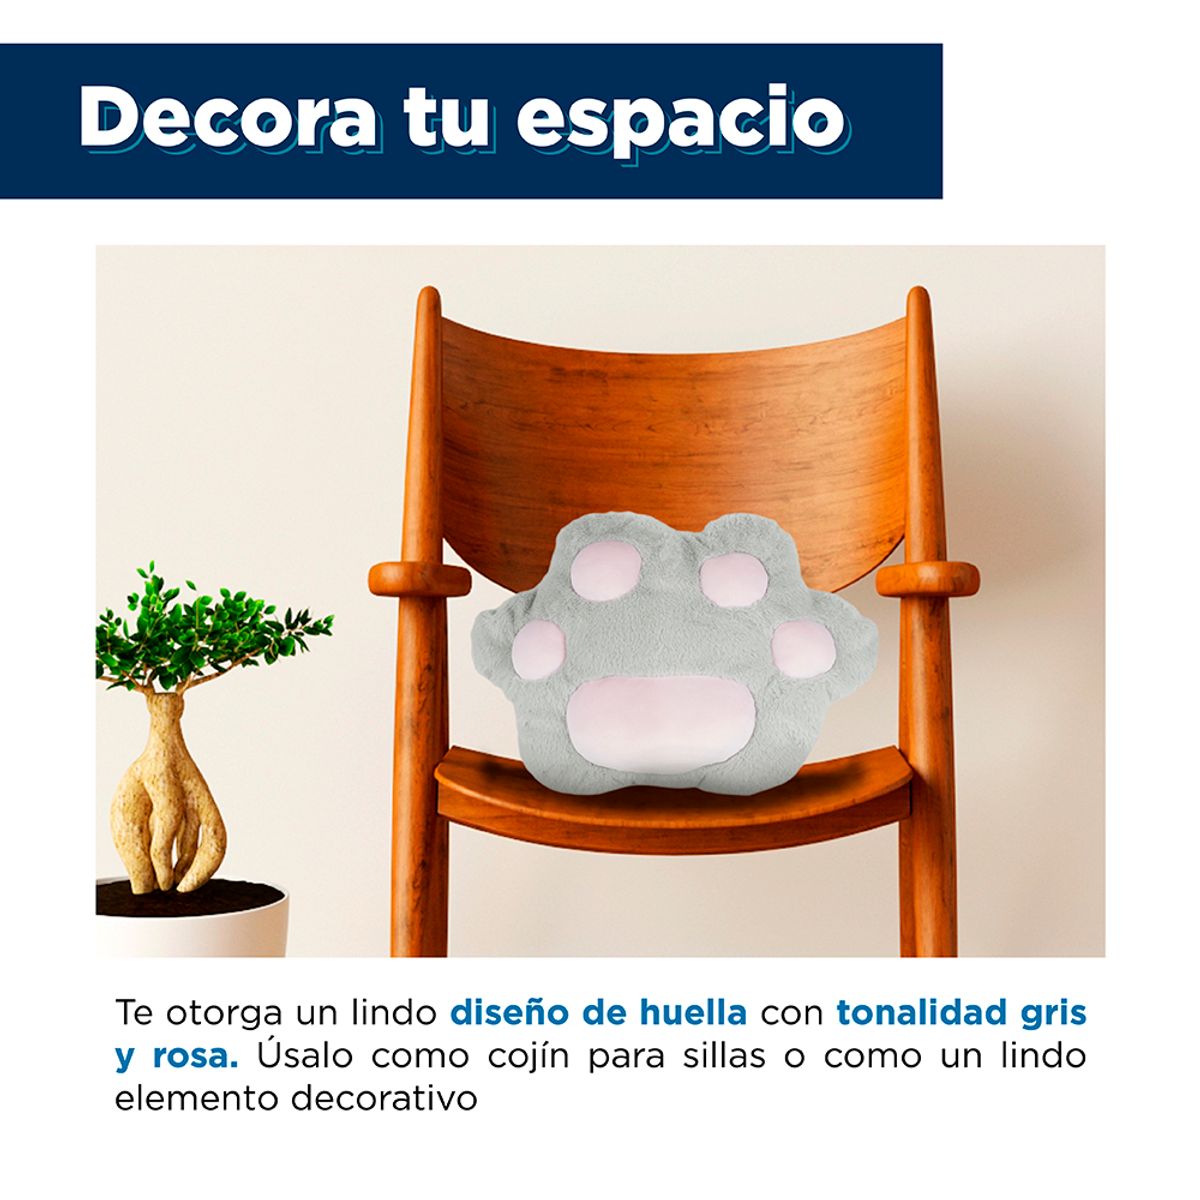 Decora tu espacio
Te otorga un lindo diseño de huella con tonalidad gris
y rosa. Úsalo como cojín para sillas o como un lindo
elemento decorativo